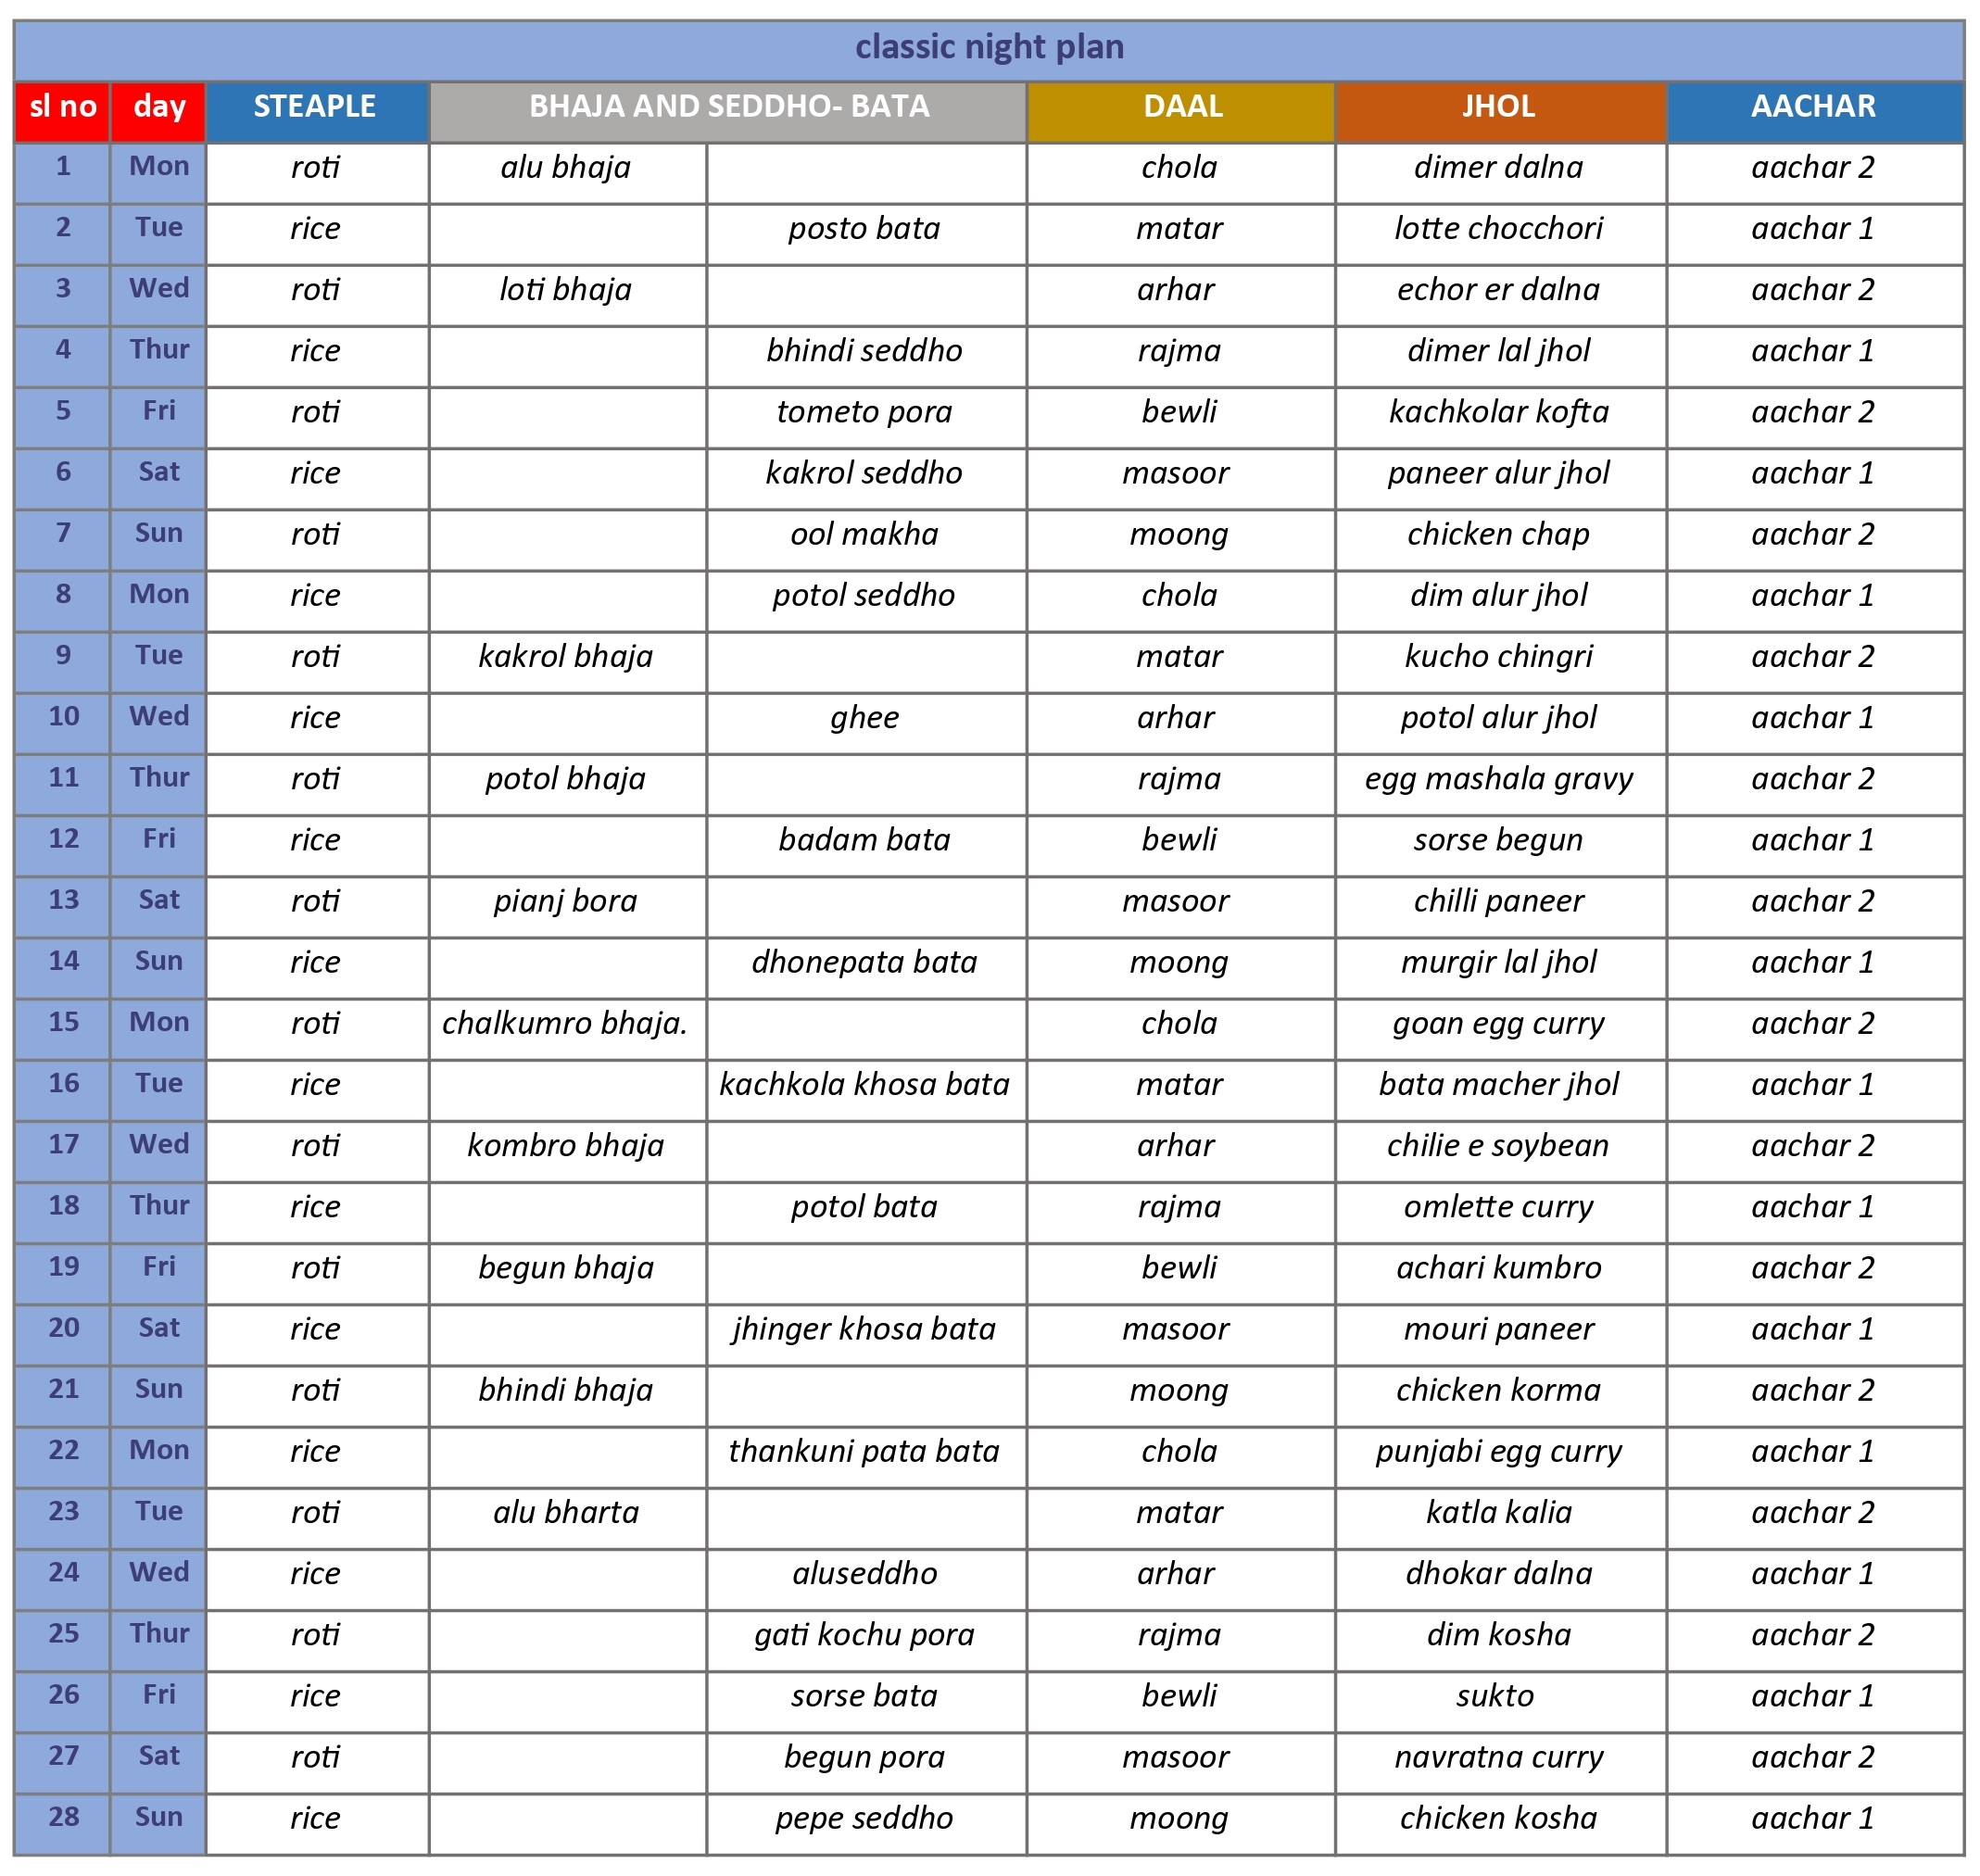 classic night plan
sl no day STEAPLE BHAJA AND SEDDHO- BATA DAAL JHOL AACHAR
1 Mon roti alu bhaja chola dimer dalna aachar 2
2 Tue rice posto bata matar lotte chocchori aachar 1
3 Wed roti loti bhaja arhar echor er dalna aachar 2
4 Thur rice bhindi seddho rajma dimer lal jhol aachar 1
5 Fri roti tometo pora bewli kachkolar kofta aachar 2
6 Sat rice kakrol seddho masoor paneer alur jhol aachar 1
7 Sun roti ool makha moong chicken chap aachar 2
8 Mon rice potol seddho chola dim alur jhol aachar 1
9 Tue roti kakrol bhaja matar kucho chingri aachar 2
10 Wed rice ghee arhar potol alur jhol aachar 1
11 Thur roti potol bhaja rajma egg mashala gravy aachar 2
12 Fri rice badam bata bewli sorse begun aachar 1
13 Sat roti pianj bora masoor chilli paneer aachar 2
14 Sun rice dhonepata bata moong murgir lal jhol aachar 1
15 Mon roti chalkumro bhaja. chola goan egg curry aachar 2
16 Tue rice kachkola khosa bata matar bata macher jhol aachar 1
17 Wed roti kombro bhaja arhar chilie e soybean aachar 2
18 Thur rice potol bata rajma omlette curry aachar 1
19 Fri roti begun bhaja bewli achari kumbro aachar 2
20 Sat rice jhinger khosa bata masoor mouri paneer aachar 1
21 Sun roti bhindi bhaja moong chicken korma aachar 2
22 Mon rice thankuni pata bata chola punjabi egg curry aachar 1
23 Tue roti alu bharta matar katla kalia aachar 2
24 Wed rice aluseddho arhar dhokar dalna aachar 1
25 Thur roti gati kochu pora rajma dim kosha aachar 2
26 Fri rice sorse bata bewli sukto aachar 1
27 Sat roti begun pora masoor navratna curry aachar 2
28 Sun rice pepe seddho moong chicken kosha aachar 1